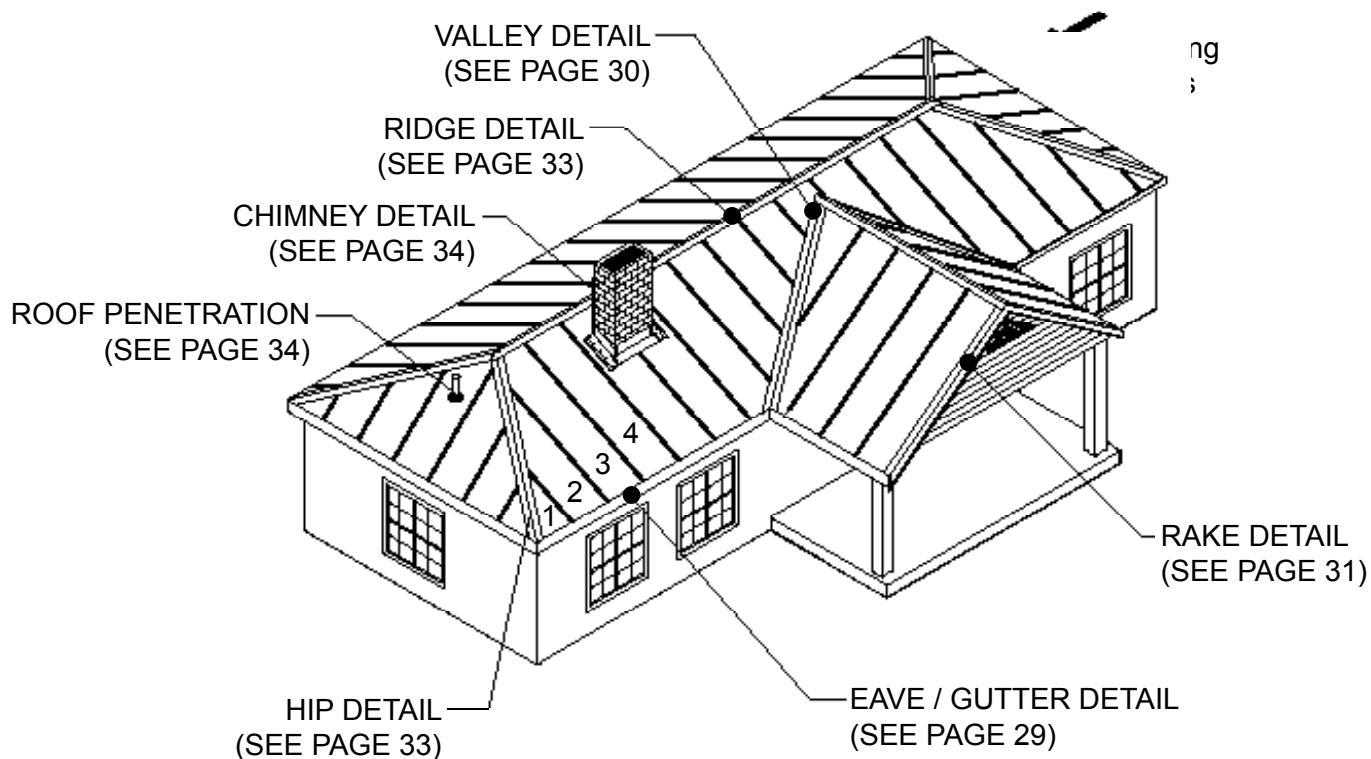 VALLEY DETAIL
(SEE PAGE 30)
RIDGE DETAIL
(SEE PAGE 33)
CHIMNEY DETAIL
(SEE PAGE 34)
ROOF PENETRATION
(SEE PAGE 34)
4
3
2
1
RAKE DETAIL
(SEE PAGE 31)
EAVE / GUTTER DETAIL
(SEE PAGE 29)
HIP DETAIL
(SEE PAGE 33)